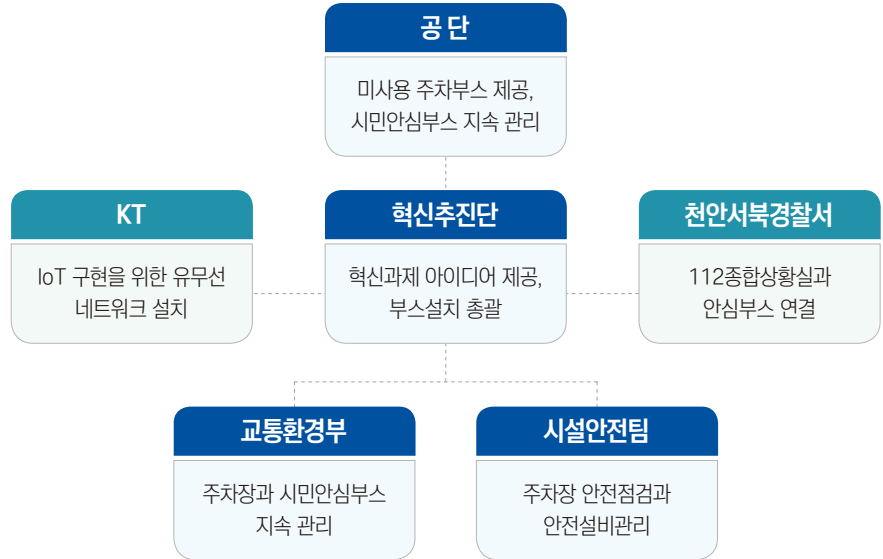 공 단
미사용 주차부스 제공,
시민안심부스 지속 관리
KT
IoT 구현을 위한 유무선
네트워크 설치
혁신추진단
혁신과제 아이디어 제공,
부스설치 총괄
천안서북경찰서
112종합상황실과
안심부스 연결
교통환경부
주차장과 시민안심부스
지속 관리
시설안전팀
주차장 안전점검과
안전설비관리